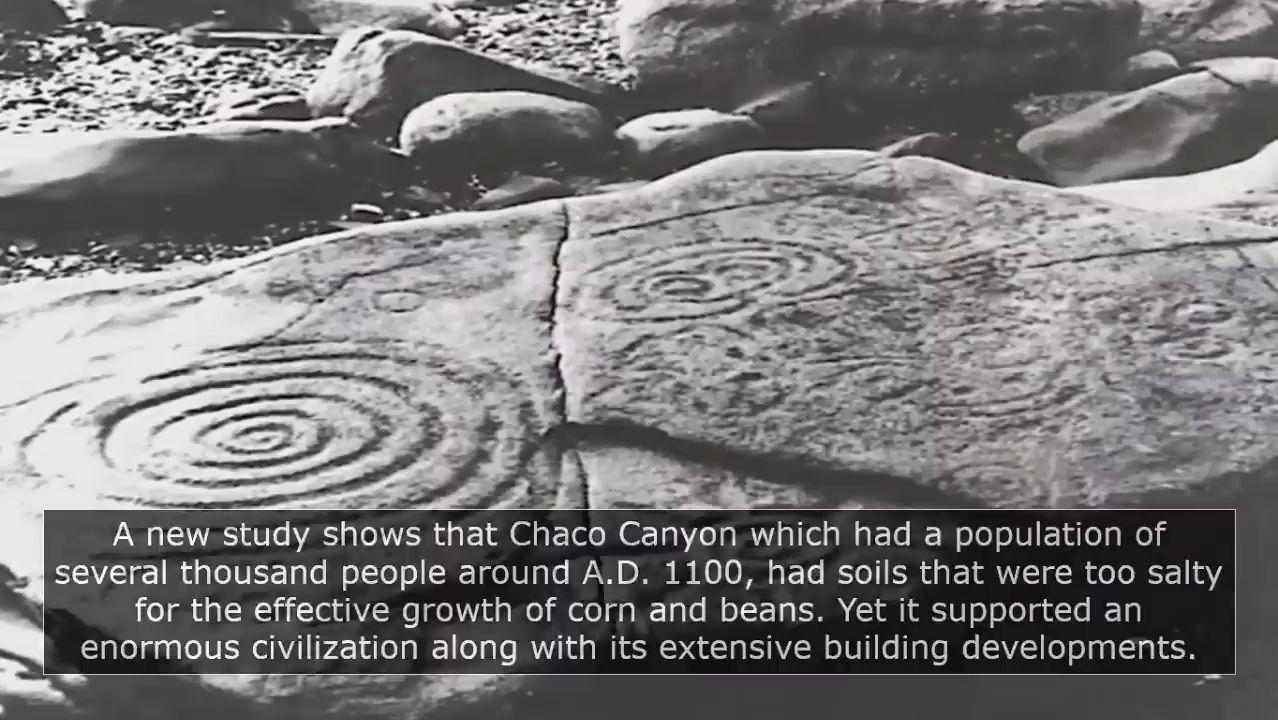 A new study shows that Chaco Canyon which had a population of
several thousand people around A.D. 1100, had soils that were too salty
for the effective growth of corn and beans. Yet it supported an
enormous civilization along with its extensive building developments.